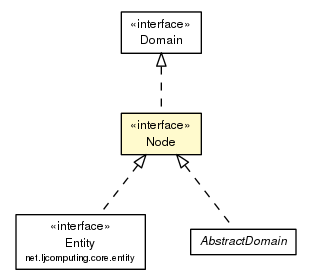 «interface»
Domain
«interface»
Node
«interface»
Entity
net.ljcomputing.core.entity
AbstractDomain